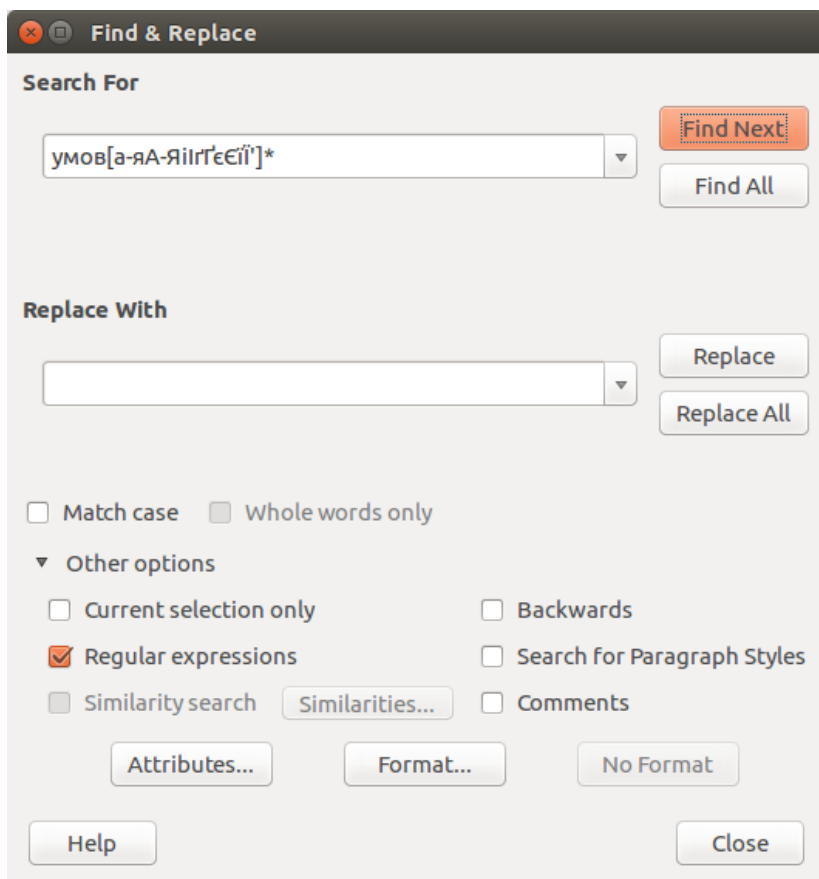 Find & Replace
Search For
умов[а-яА-ЯіІґҐєЄїЇ']*
Find Next
Find All
Replace With
Replace
Replace All
Match case Whole words only
Other options
Current selection only Backwards
Regular expressions Search for Paragraph Styles
Similarity search Similarities... Comments
Attributes... Format... No Format
Help Close